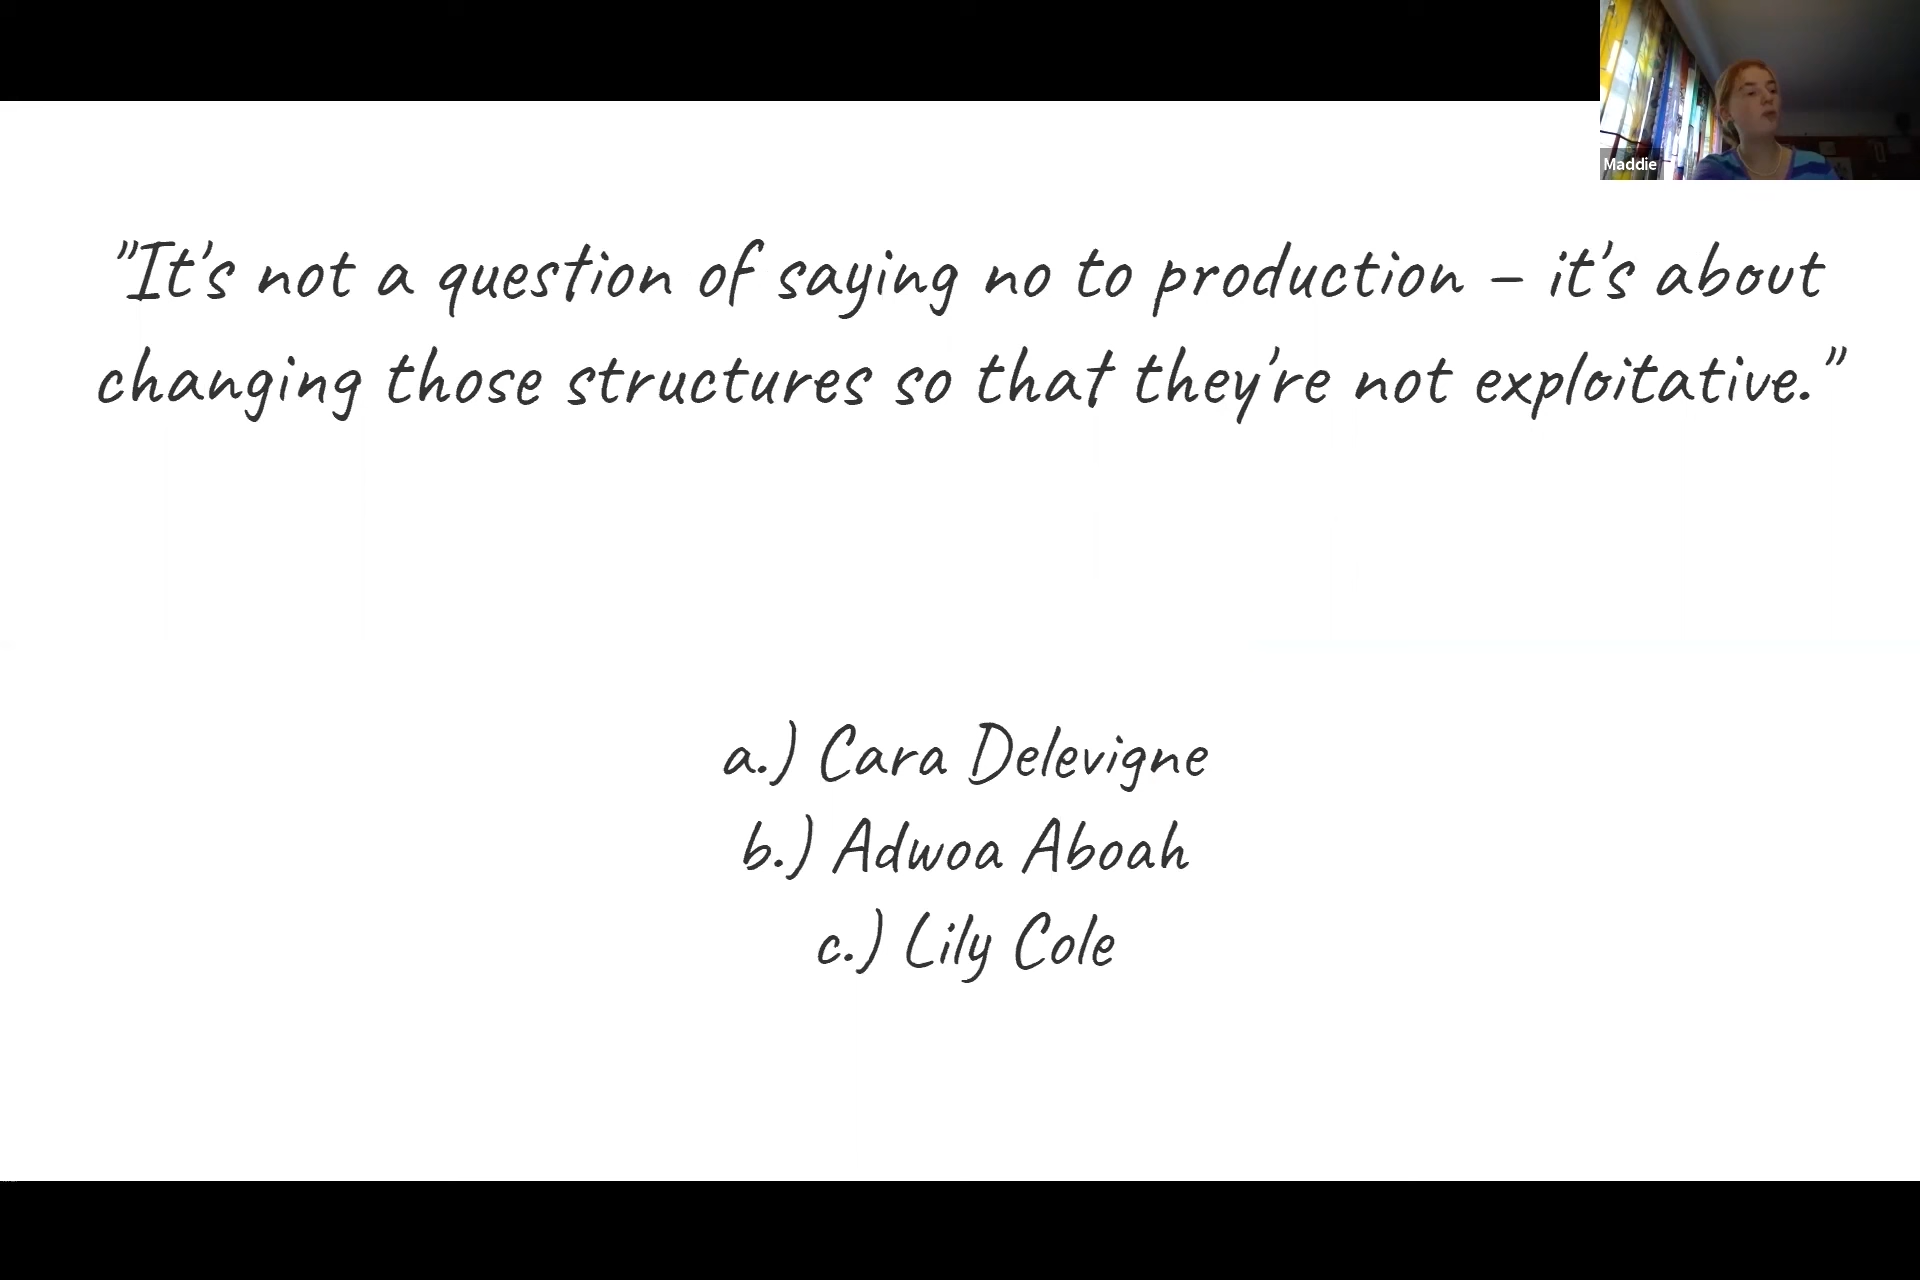 Maddie
"It's not a question of saying no to production – it's about
changing those structures so that they're not exploitative."
a.) Cara Delevigne
b.) Adwoa Aboah
c.) Lily Cole